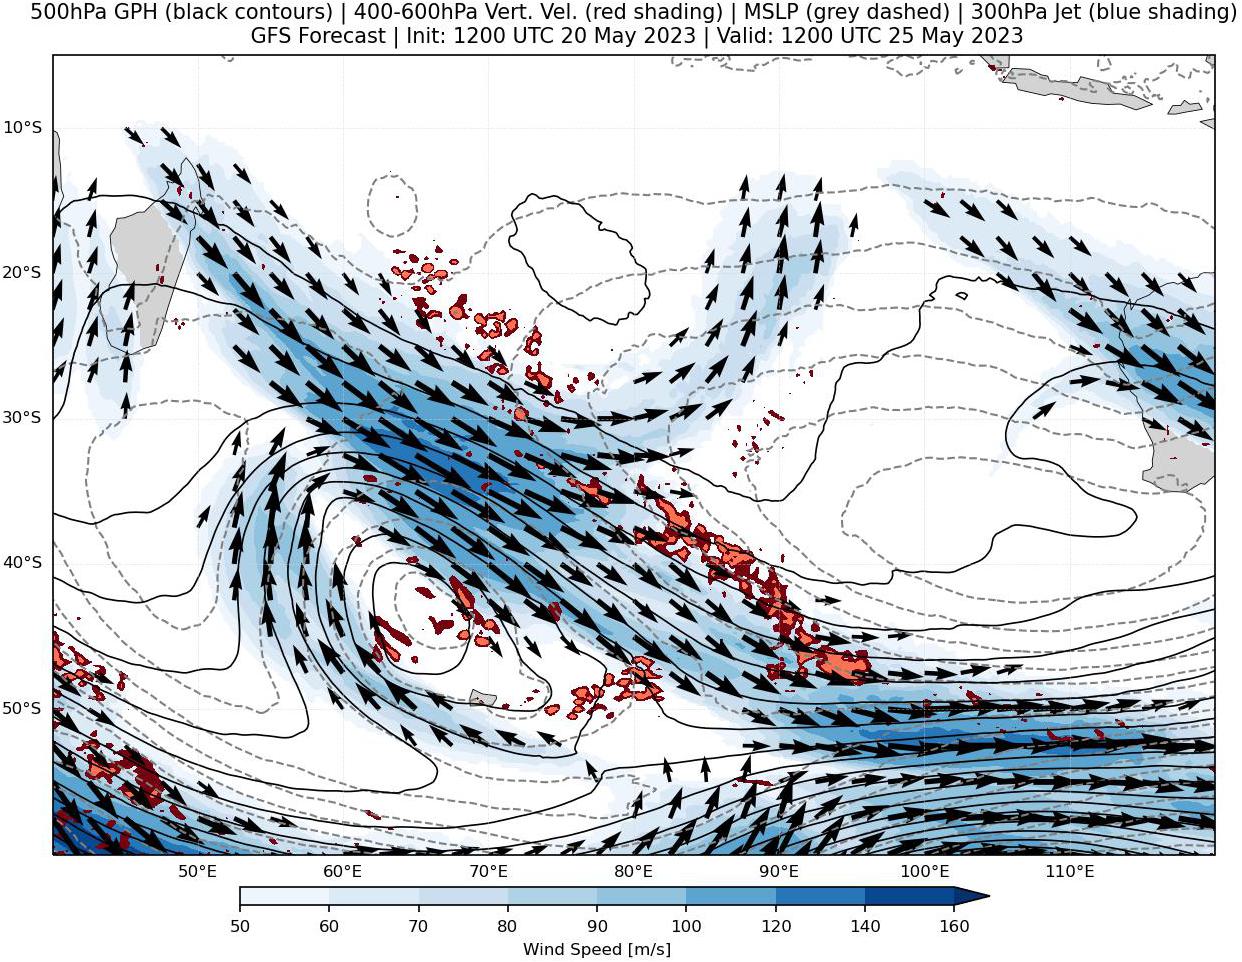 500hPa GPH (black contours) | 400-600hPa Vert. Vel. (red shading) | MSLP (grey dashed) | 300hPa Jet (blue shading)
GFS Forecast | Init: 1200 UTC 20 May 2023 | Valid: 1200 UTC 25 May 2023
10°S
20°S
30°S
40°S
50°S
50°E 60°E 70°E 80°E 90°E 100°E 110°E
50 60 70 80 90 100 120 140 160
Wind Speed [m/s]